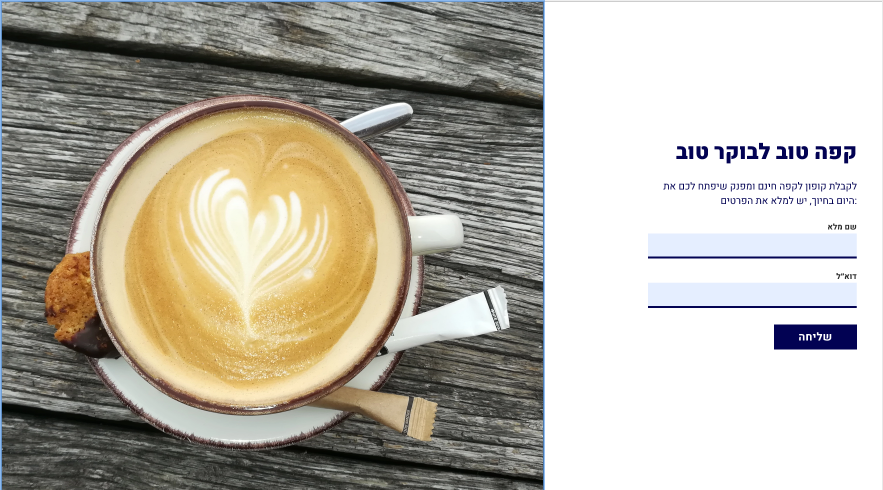 קפה טוב לבוקר טוב
לקבלת קופון לקפה חינם ומפנק שיפתח לכם את
היום בחיוך, יש למלא את הפרטים:
שם מלא
דוא״ל
שליחה